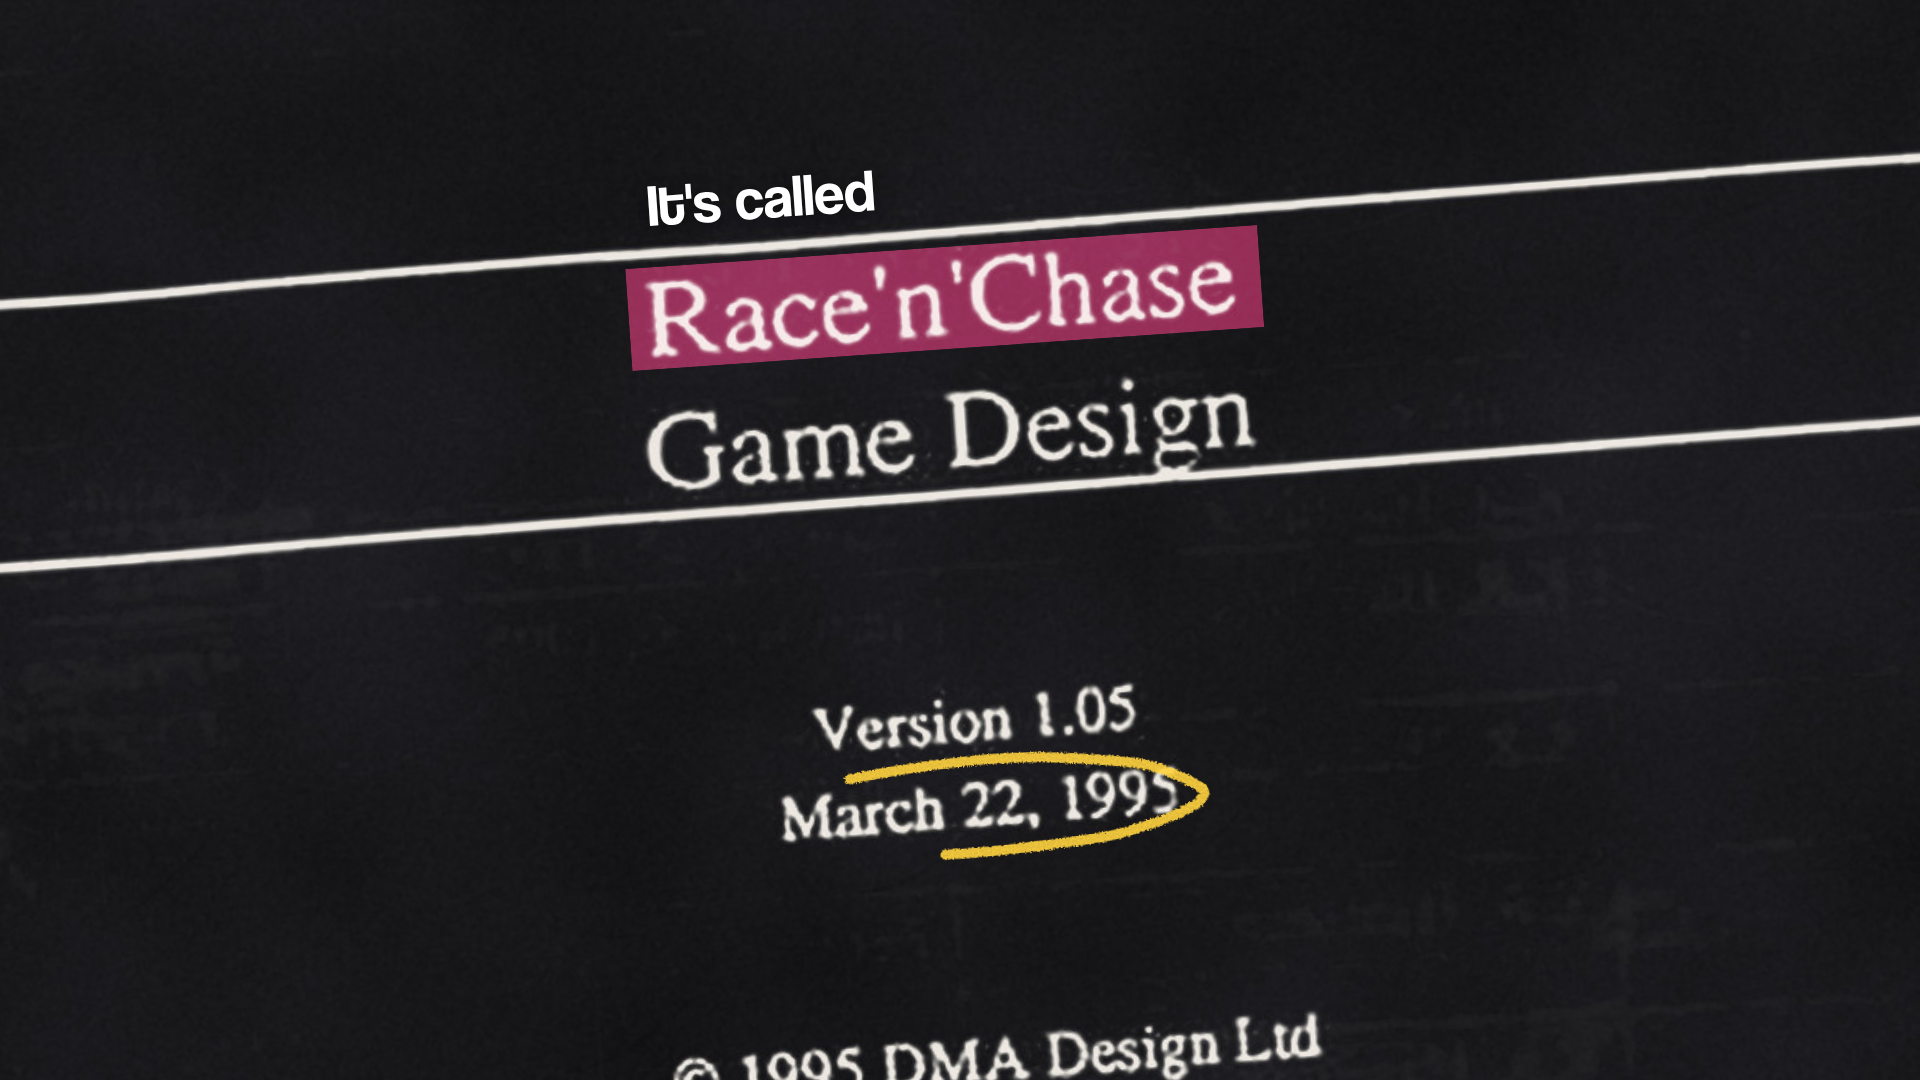 It's called
Race'n'Chase
Game Design
Version 1.05
March 22, 1995
© 1995 DMA Design Ltd